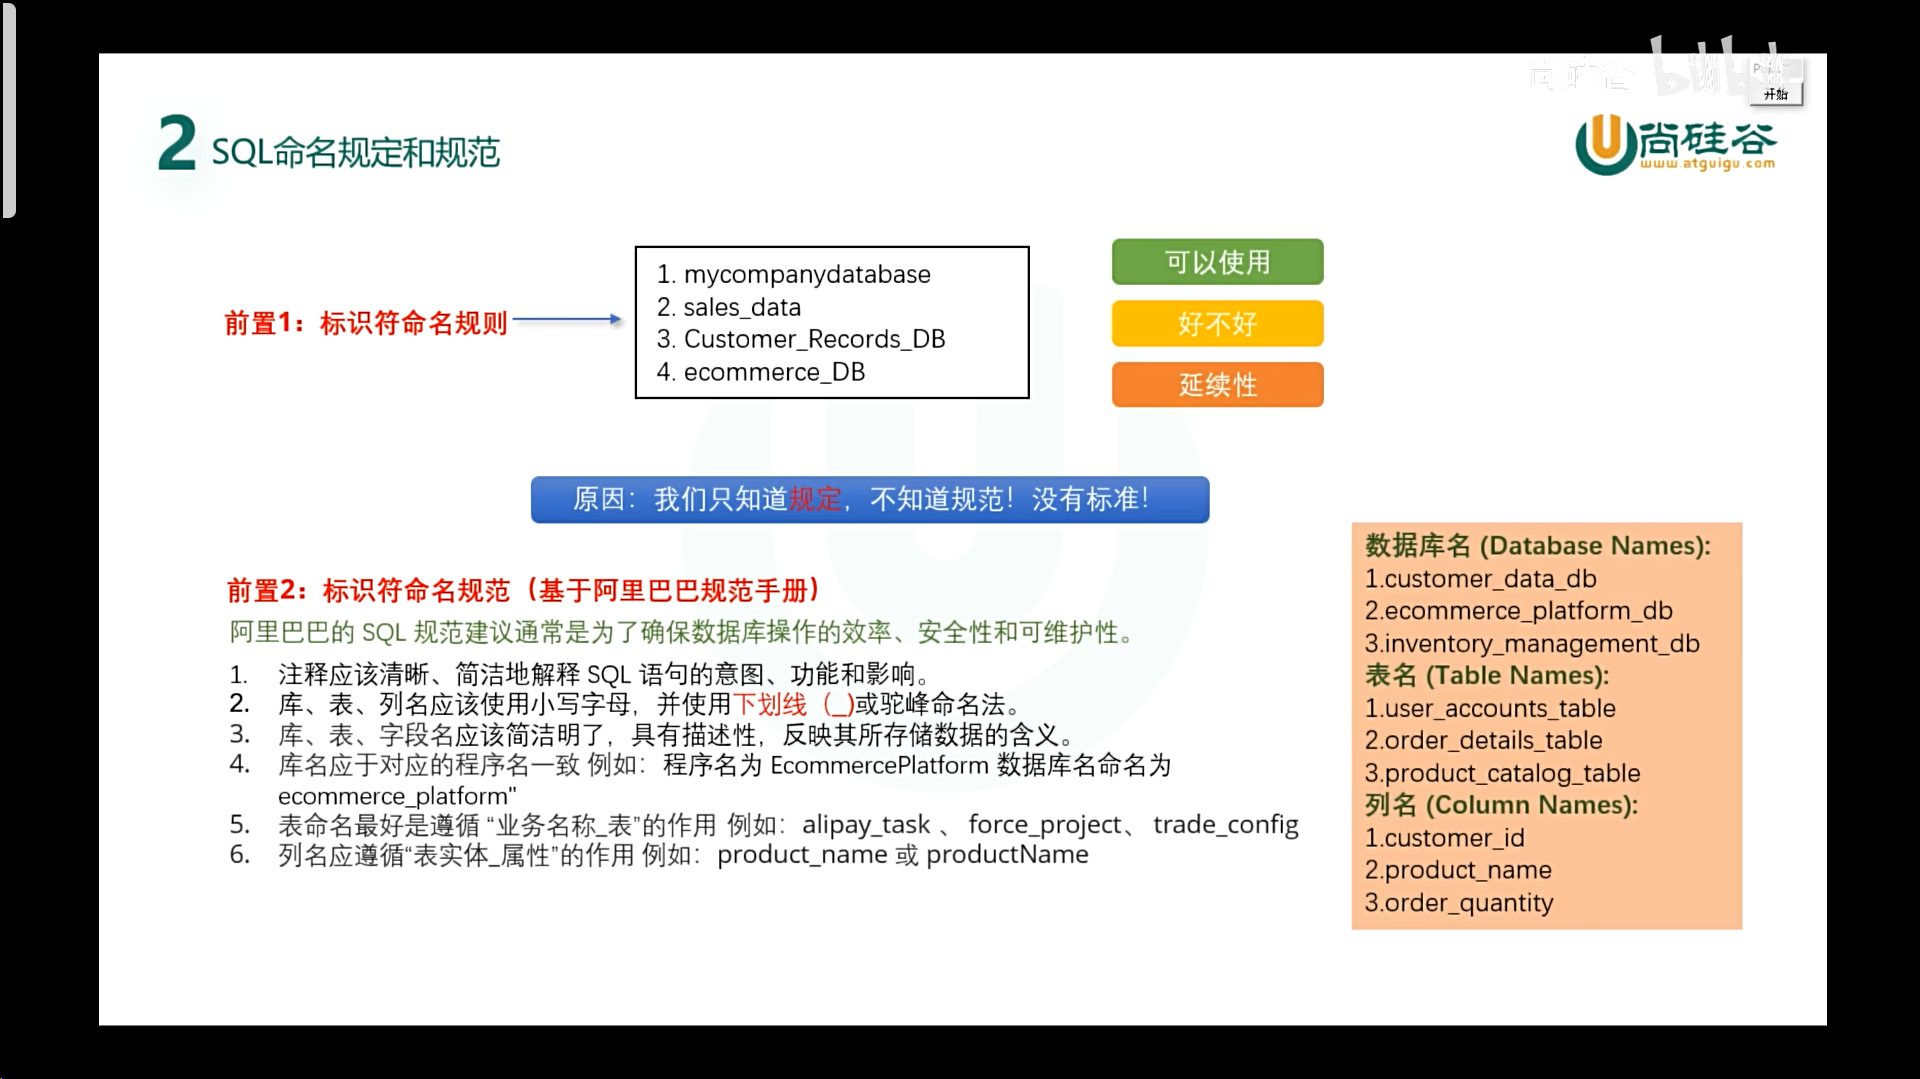 尚硅谷 bilibili
开始
2 SQL命名规定和规范
尚硅谷
www.atguigu.com
前置1：标识符命名规则
1. mycompanydatabase
2. sales_data
3. Customer_Records_DB
4. ecommerce_DB
可以使用
好不好
延续性
原因：我们只知道规定，不知道规范！没有标准！
前置2：标识符命名规范（基于阿里巴巴规范手册）
阿里巴巴的 SQL 规范建议通常是为了确保数据库操作的效率、安全性和可维护性。
1. 注释应该清晰、简洁地解释 SQL 语句的意图、功能和影响。
2. 库、表、列名应该使用小写字母，并使用下划线（_)或驼峰命名法。
3. 库、表、字段名应该简洁明了，具有描述性，反映其所存储数据的含义。
4. 库名应于对应的程序名一致 例如：程序名为 EcommercePlatform 数据库名命名为
ecommerce_platform"
5. 表命名最好是遵循 “业务名称_表”的作用 例如：alipay_task 、 force_project、 trade_config
6. 列名应遵循“表实体_属性”的作用 例如：product_name 或 productName
数据库名 (Database Names):
1.customer_data_db
2.ecommerce_platform_db
3.inventory_management_db
表名 (Table Names):
1.user_accounts_table
2.order_details_table
3.product_catalog_table
列名 (Column Names):
1.customer_id
2.product_name
3.order_quantity